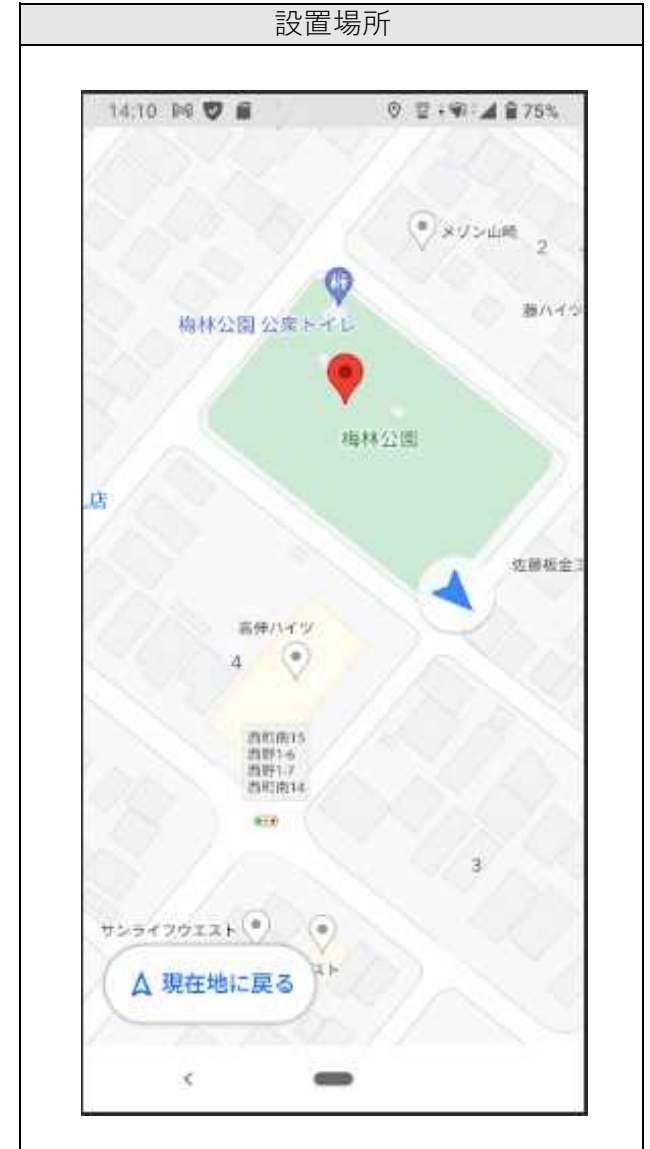 設置場所
14:10
75%
メゾン山崎
2
藤ハイツ
梅林公園 公衆トイレ
梅林公園
店
佐藤板金工
高伸ハイツ
4
西町南15
西野1-6
西野1-7
西町南14
3
サンライフウエスト
スト
現在地に戻る